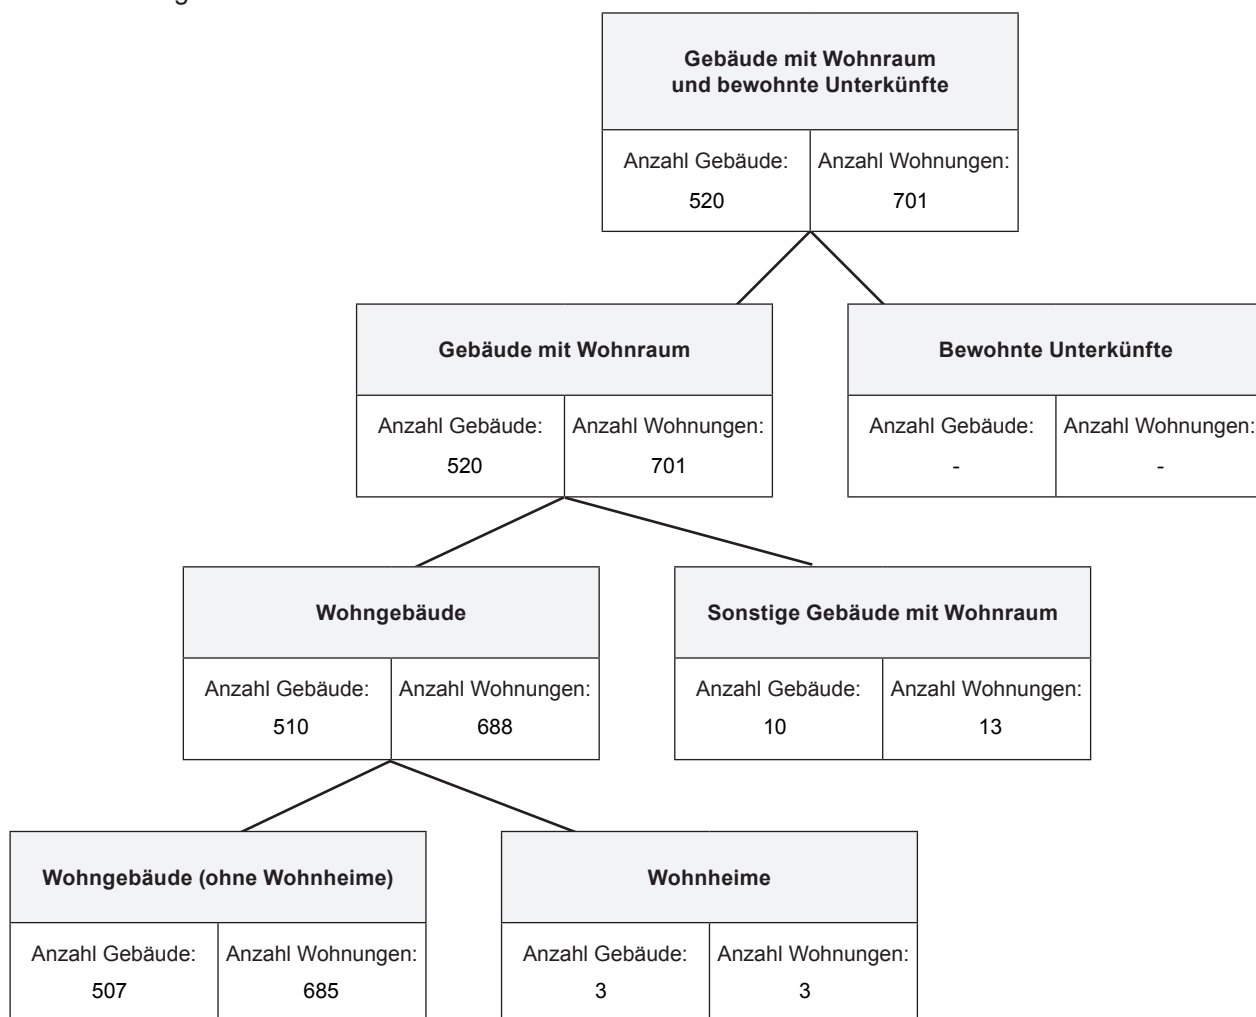 Gebäude mit Wohnraum
und bewohnte Unterkünfte
Anzahl Gebäude: Anzahl Wohnungen:
520 701
Gebäude mit Wohnraum
Anzahl Gebäude: Anzahl Wohnungen:
520 701
Bewohnte Unterkünfte
Anzahl Gebäude: Anzahl Wohnungen:
- -
Wohngebäude
Anzahl Gebäude: Anzahl Wohnungen:
510 688
Sonstige Gebäude mit Wohnraum
Anzahl Gebäude: Anzahl Wohnungen:
10 13
Wohngebäude (ohne Wohnheime)
Anzahl Gebäude: Anzahl Wohnungen:
507 685
Wohnheime
Anzahl Gebäude: Anzahl Wohnungen:
3 3